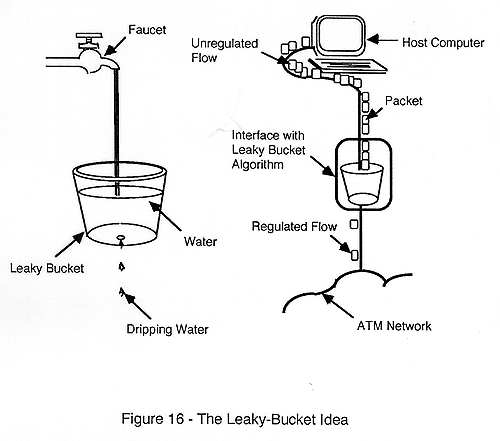 Faucet
Unregulated
Flow
Host Computer
Packet
Interface with
Leaky Bucket
Algorithm
Water
Leaky Bucket
Regulated Flow
Dripping Water
ATM Network
Figure 16 - The Leaky-Bucket Idea